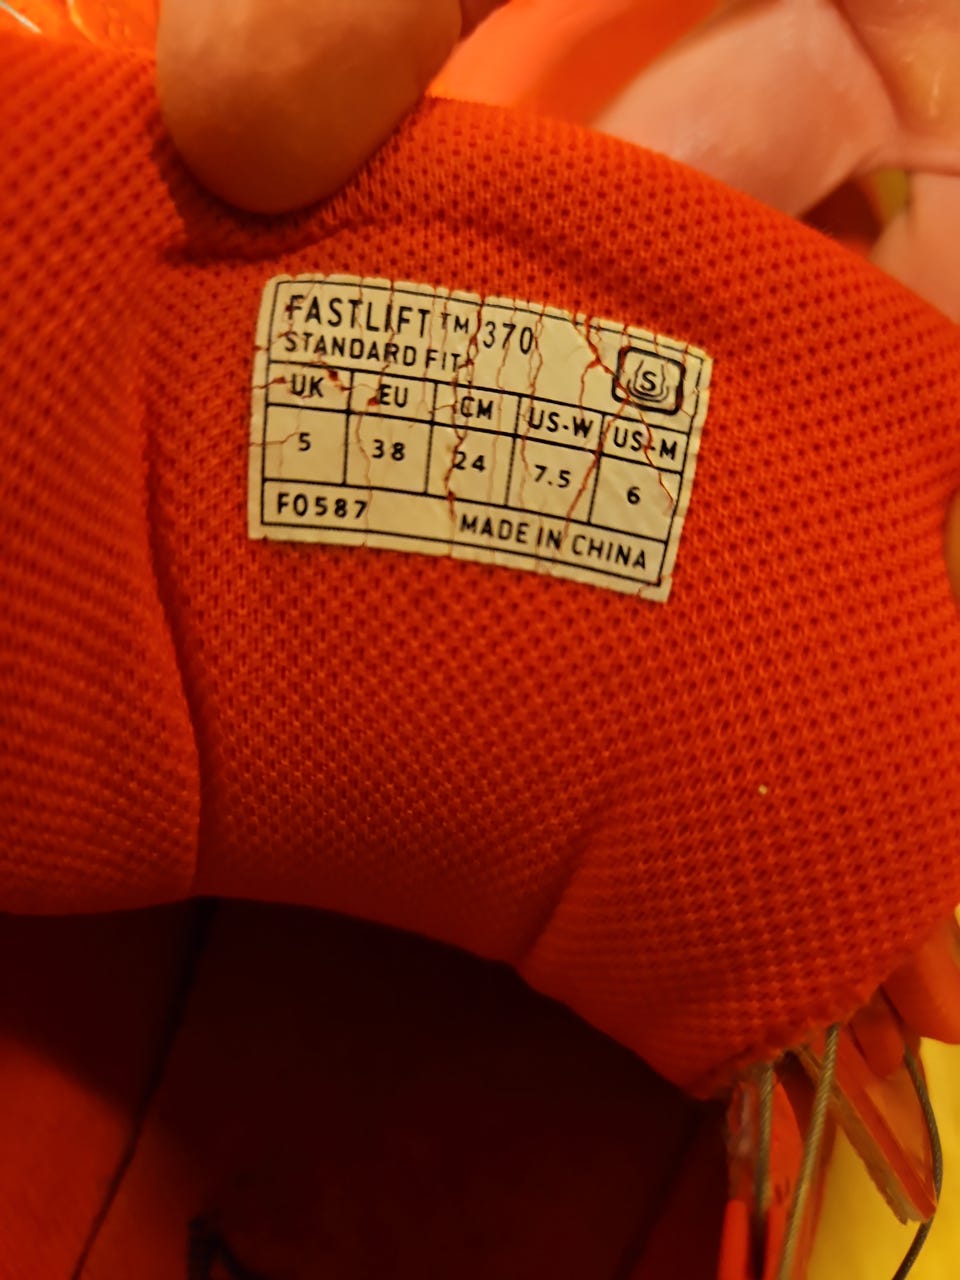 FASTLIFT™ 370
STANDARD FIT
S
UK EU CM US-W US-M
5 38 24 7.5 6
F0587 MADE IN CHINA